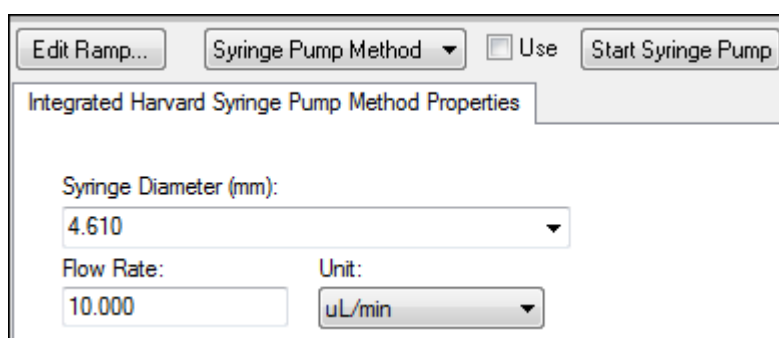 Edit Ramp... Syringe Pump Method Use Start Syringe Pump
Integrated Harvard Syringe Pump Method Properties
Syringe Diameter (mm):
4.610
Flow Rate: Unit:
10.000 uL/min